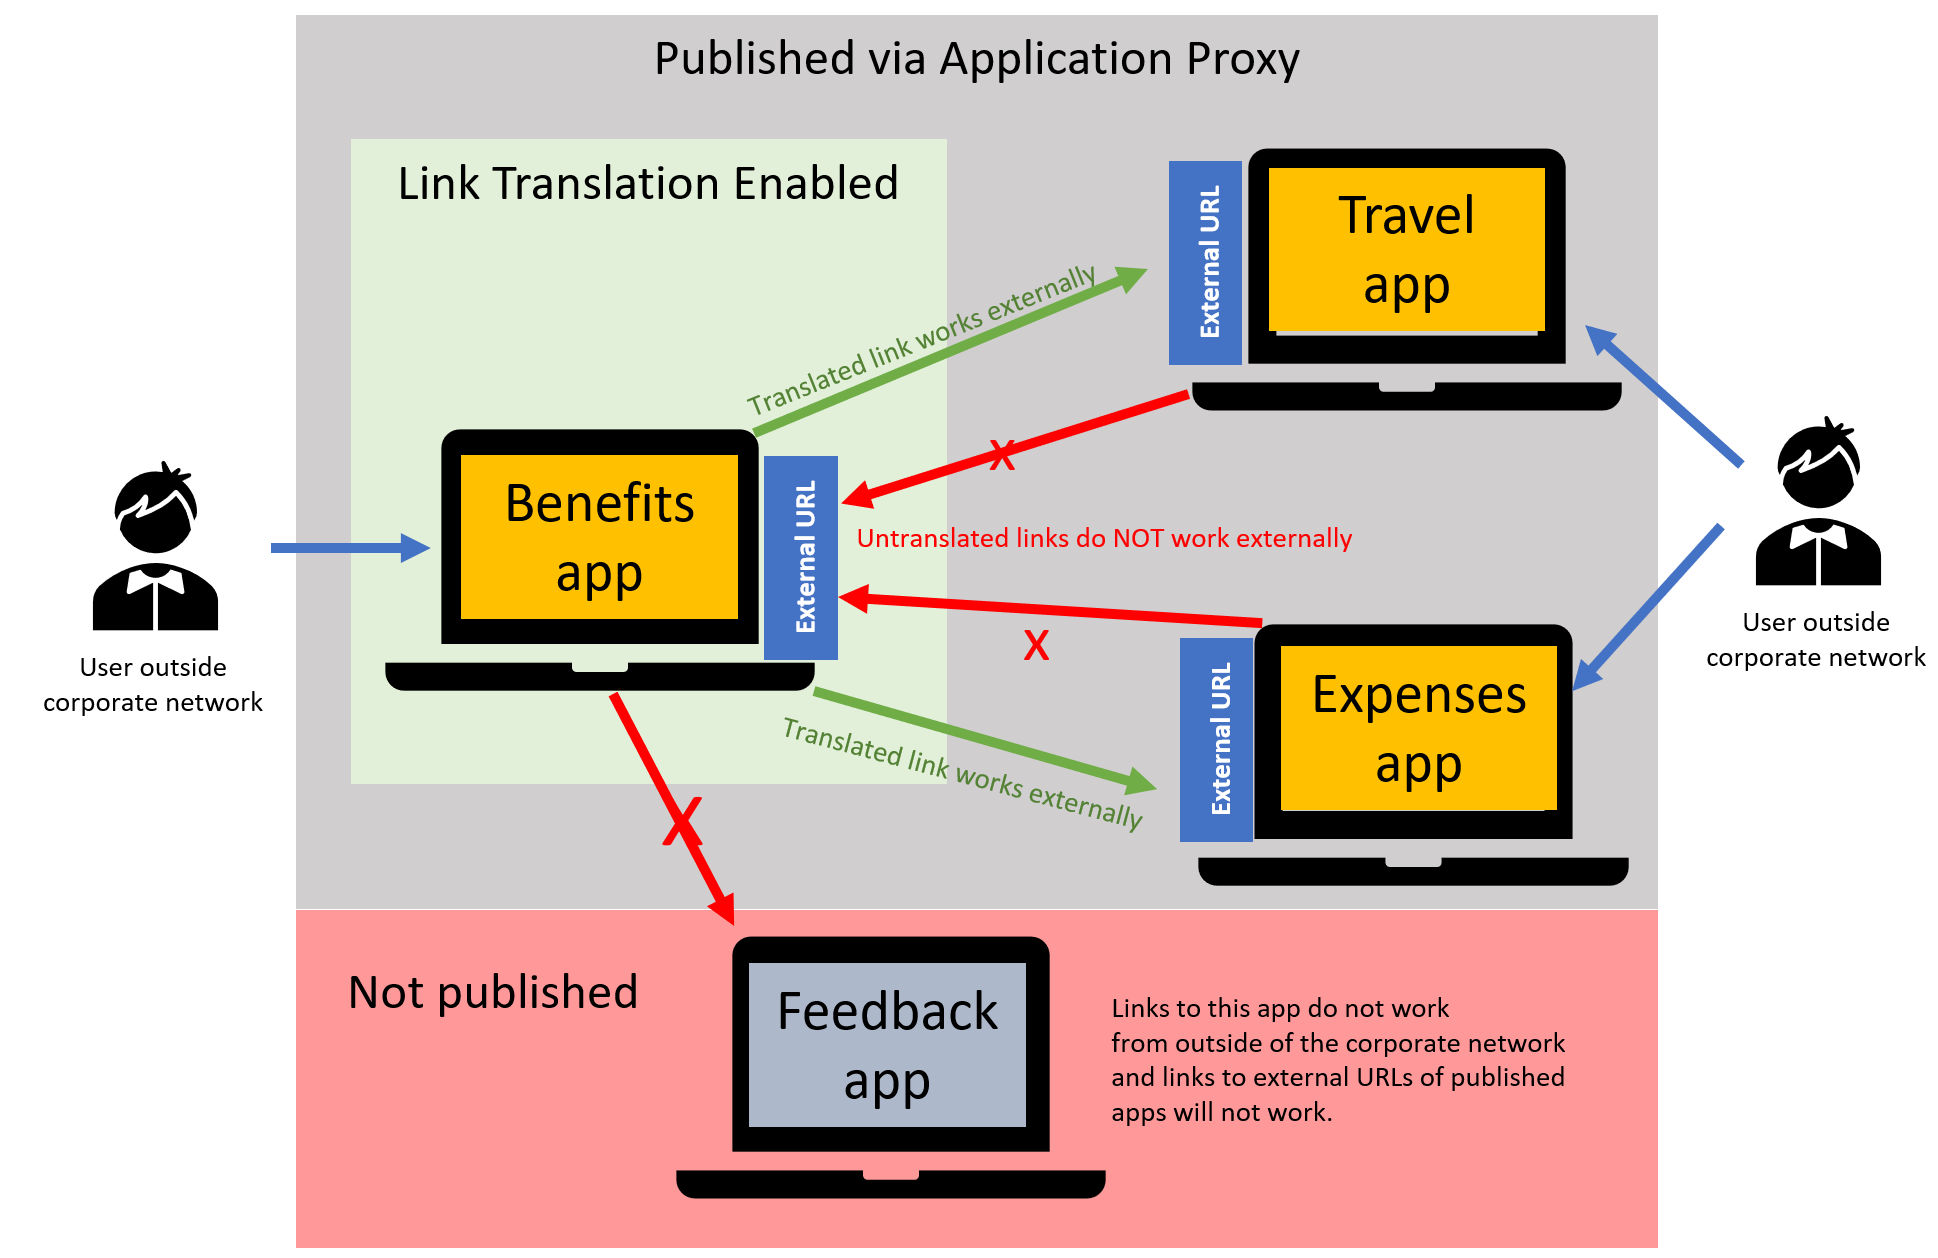 Published via Application Proxy
Link Translation Enabled
External URL
Travel
app
Translated link works externally
X
Benefits
app
External URL
Untranslated links do NOT work externally
X
User outside
corporate network
User outside
corporate network
External URL
Expenses
app
Translated link works externally
X
Not published
Feedback
app
Links to this app do not work
from outside of the corporate network
and links to external URLs of published
apps will not work.